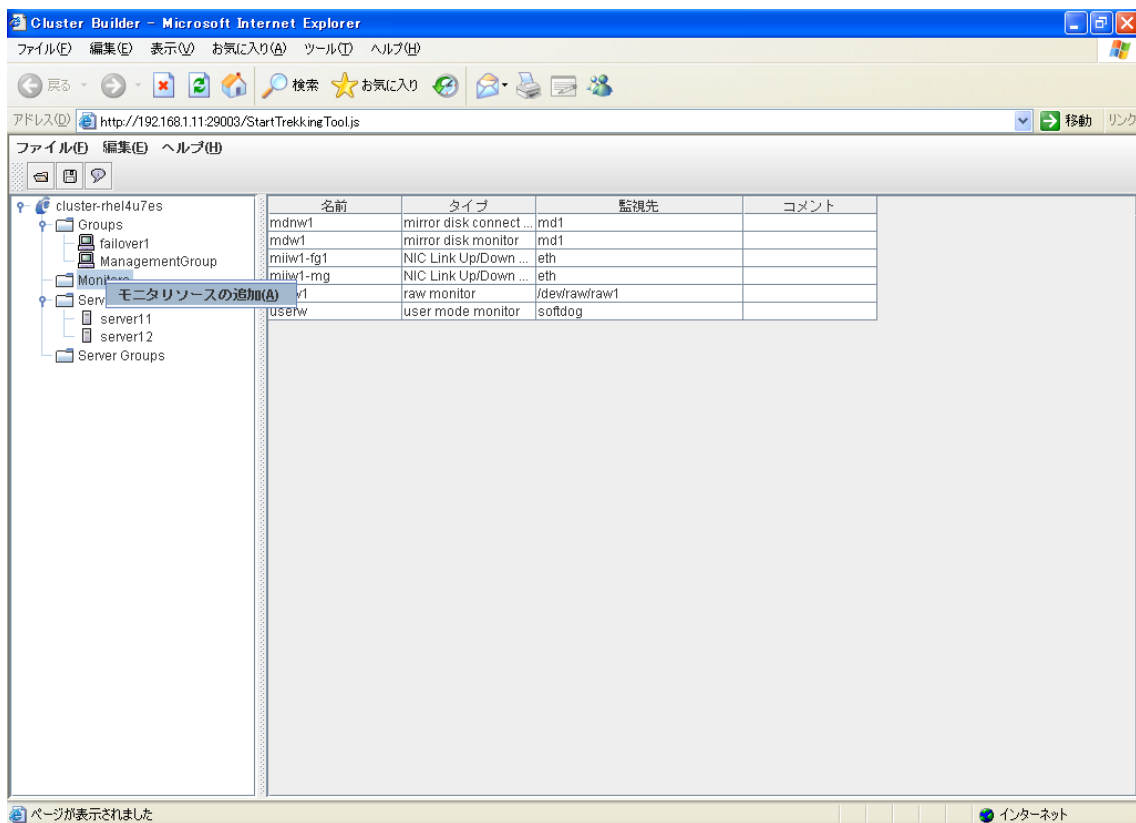 Cluster Builder - Microsoft Internet Explorer
ファイル(F) 編集(E) 表示(V) お気に入り(A) ツール(T) ヘルプ(H)
戻る 検索 お気に入り
アドレス(D) http://192.168.1.11:29003/StartTrekkingTool.js 移動 リンク
ファイル(F) 編集(E) ヘルプ(H)
cluster-rhel4u7es
Groups
failover1
ManagementGroup
Monitors
モニタリソースの追加(A)
Serv
server11
server12
Server Groups
名前 タイプ 監視先 コメント
mdnw1 mirror disk connect ... md1
mdw1 mirror disk monitor md1
miiw1-fg1 NIC Link Up/Down ... eth
miiw1-mg NIC Link Up/Down ... eth
raw monitor /dev/raw/raw1
userw user mode monitor softdog
ページが表示されました インターネット